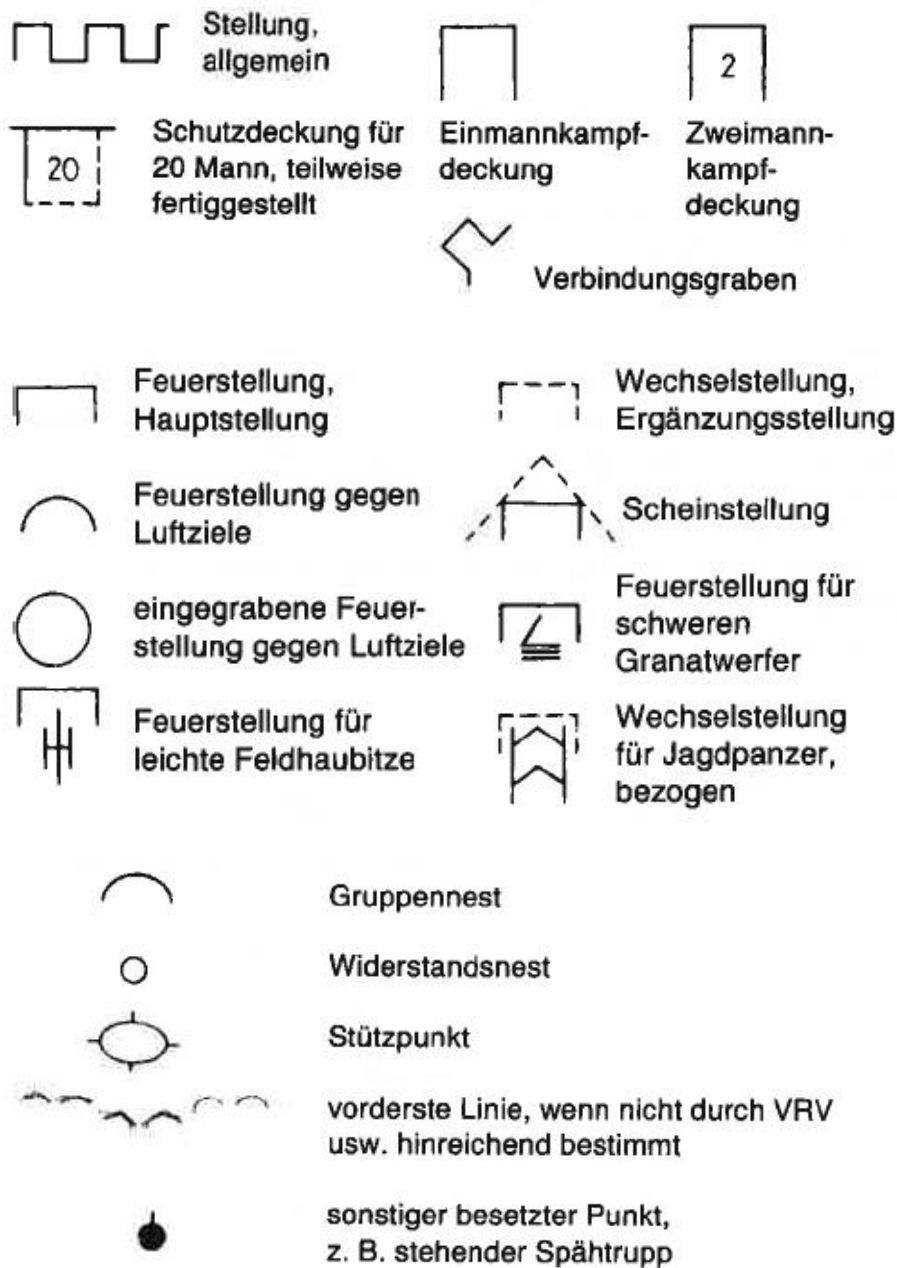 Stellung,
allgemein
2
20
Schutzdeckung für
20 Mann, teilweise
fertiggestellt
Einmannkampf-
deckung
Zweimann-
kampf-
deckung
Verbindungsgraben
Feuerstellung,
Hauptstellung
Wechselstellung,
Ergänzungsstellung
Feuerstellung gegen
Luftziele
Scheinstellung
eingegrabene Feuer-
stellung gegen Luftziele
Feuerstellung für
schweren
Granatwerfer
Feuerstellung für
leichte Feldhaubitze
Wechselstellung
für Jagdpanzer,
bezogen
Gruppennest
Widerstandsnest
Stützpunkt
vorderste Linie, wenn nicht durch VRV
usw. hinreichend bestimmt
sonstiger besetzter Punkt,
z. B. stehender Spähtrupp